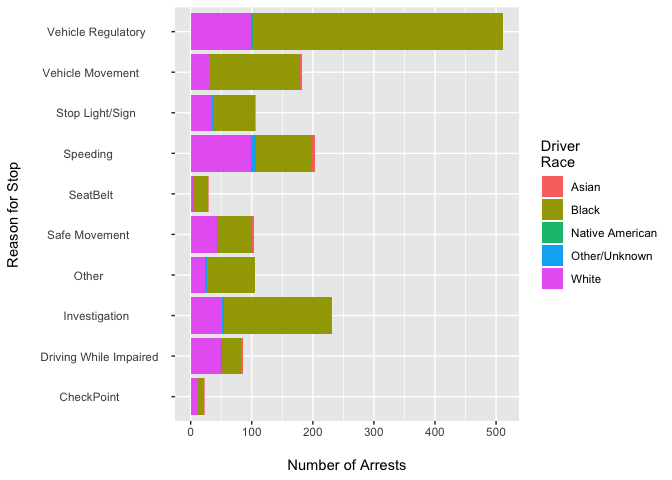 Reason for Stop
Vehicle Regulatory
Vehicle Movement
Stop Light/Sign
Speeding
SeatBelt
Safe Movement
Other
Investigation
Driving While Impaired
CheckPoint
0 100 200 300 400 500
Number of Arrests
Driver
Race
Asian
Black
Native American
Other/Unknown
White